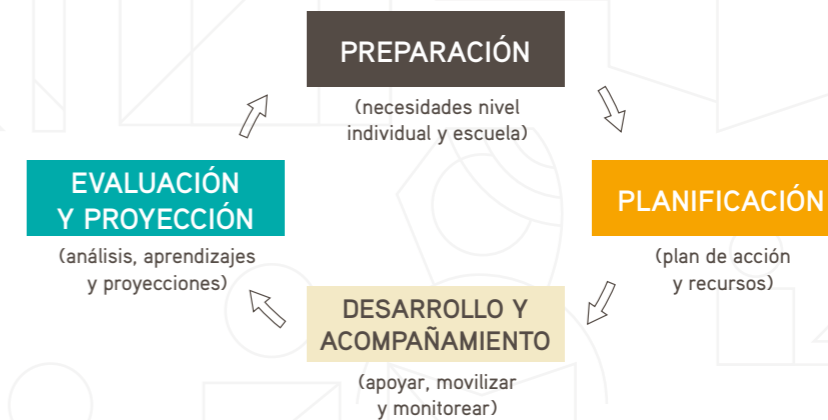 PREPARACIÓN
(necesidades nivel
individual y escuela)
PLANIFICACIÓN
(plan de acción
y recursos)
DESARROLLO Y
ACOMPAÑAMIENTO
(apoyar, movilizar
y monitorear)
EVALUACIÓN
Y PROYECCIÓN
(análisis, aprendizajes
y proyecciones)